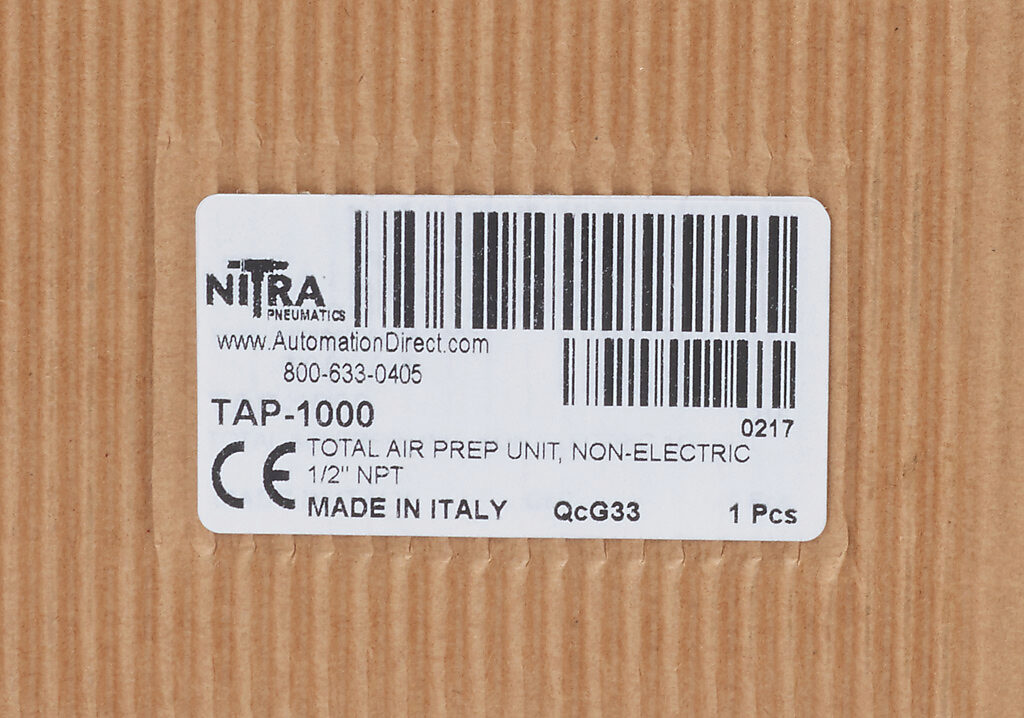 NITRA
PNEUMATICS
www.AutomationDirect.com
800-633-0405
TAP-1000
0217
CE TOTAL AIR PREP UNIT, NON-ELECTRIC
1/2" NPT
MADE IN ITALY QcG33 1 Pcs